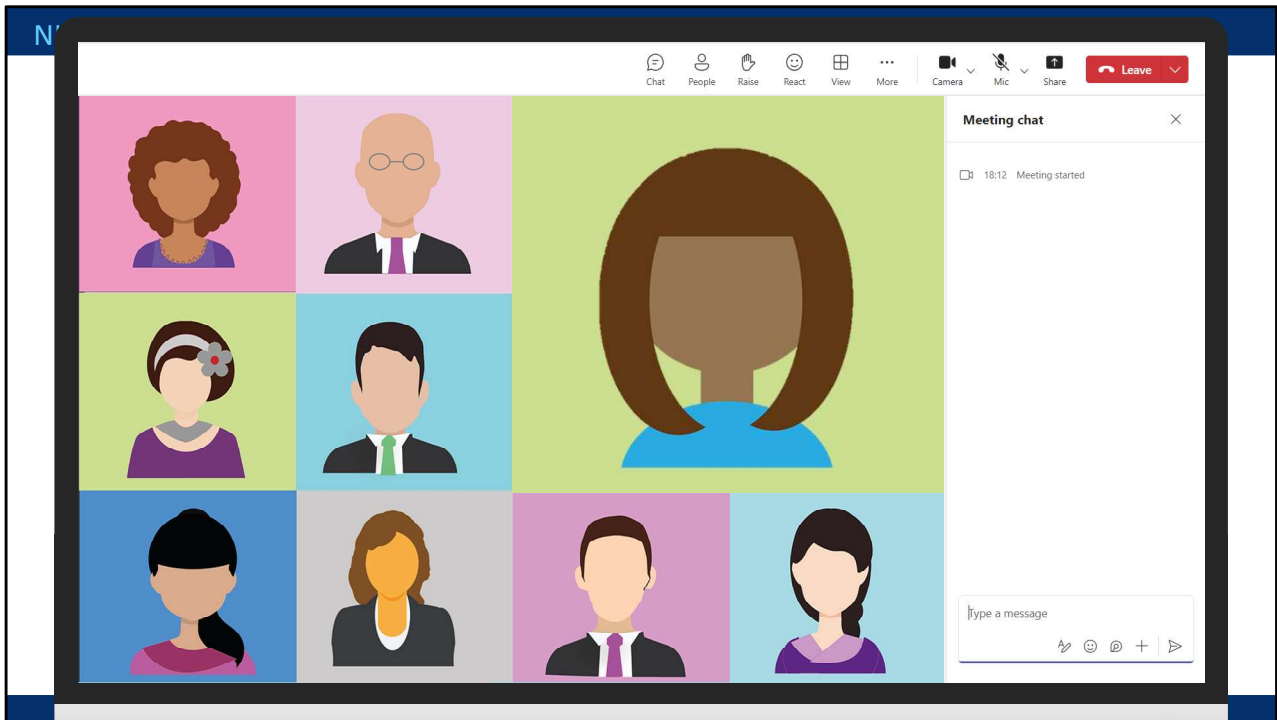 Chat People Raise React View More Camera Mic Share Leave
Meeting chat
18:12 Meeting started
Type a message